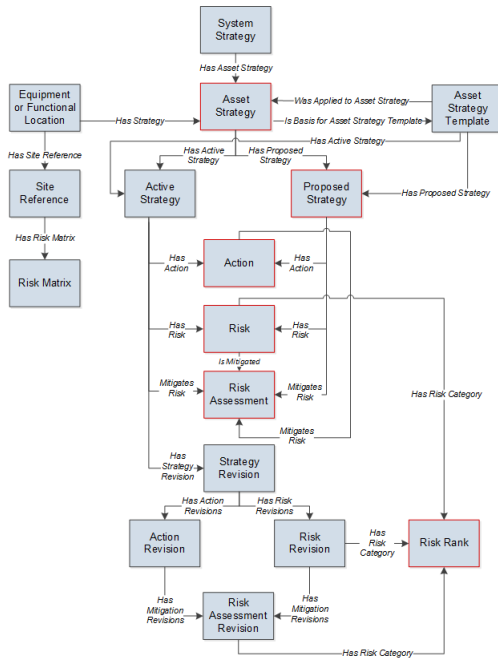 System
Strategy
Has Asset Strategy
Equipment
or Functional
Location
Asset
Strategy
Asset
Strategy
Template
Was Applied to Asset Strategy
Has Strategy
Is Basis for Asset Strategy Template
Has Active Strategy
Has Site
Reference
Has Active
Strategy
Has Proposed
Strategy
Site
Reference
Active
Strategy
Proposed
Strategy
Has Proposed Strategy
Has Risk Matrix
Risk Matrix
Has
Action
Action
Has
Action
Has
Risk
Risk
Has
Risk
Is Mitigated
Mitigates
Risk
Risk
Assessment
Mitigates
Risk
Has Risk Category
Mitigates
Risk
Has
Strategy
Revision
Strategy
Revision
Has Action
Revisions
Has Risk
Revisions
Action
Revision
Risk
Revision
Has
Risk
Category
Risk Rank
Has
Mitigation
Revisions
Risk
Assessment
Revision
Has
Mitigation
Revisions
Has Risk Category